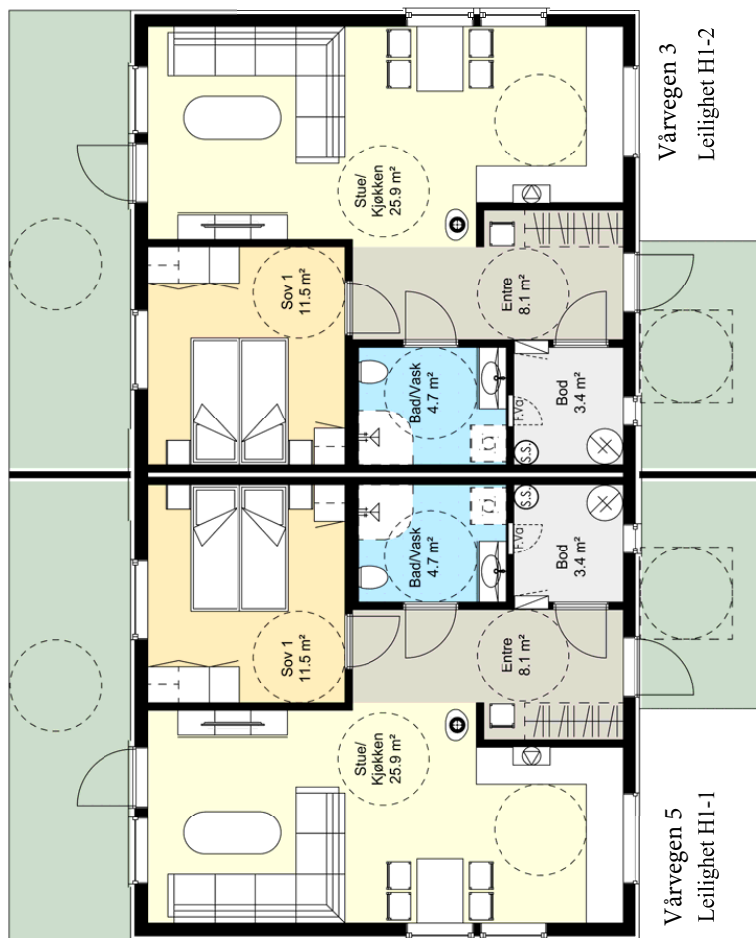 Stue/
Kjøkken
25.9 m²
Sov 1
11.5 m²
Entre
8.1 m²
Bad/Vask
4.7 m²
F.Va
S.S.
Bod
3.4 m²
Vårvegen 3
Leilighet H1-2
Sov 1
11.5 m²
Bad/Vask
4.7 m²
F.Va
S.S.
Bod
3.4 m²
Entre
8.1 m²
Stue/
Kjøkken
25.9 m²
Vårvegen 5
Leilighet H1-1